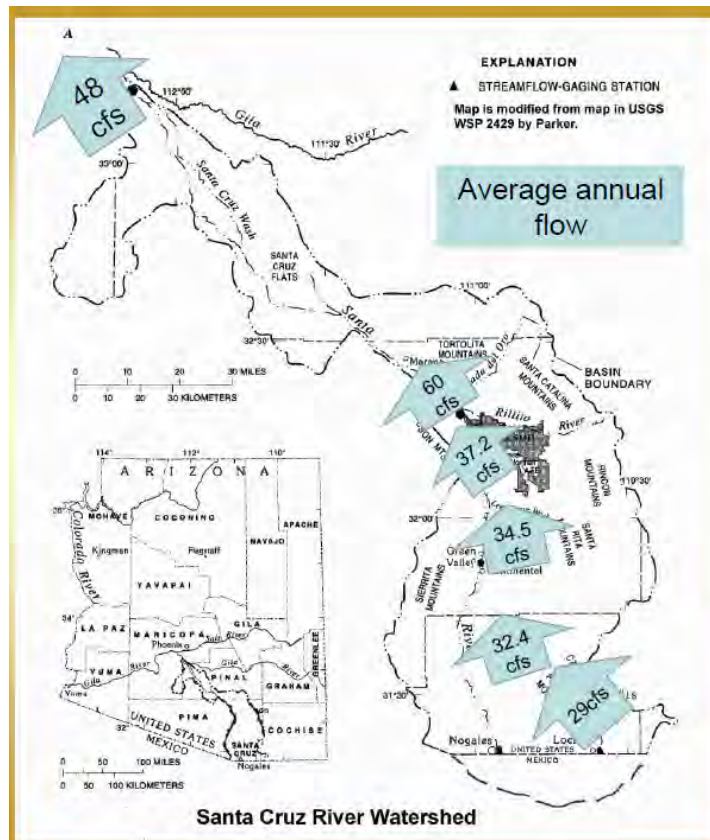 A
48
cfs
EXPLANATION
STREAMFLOW-GAGING STATION
Map is modified from map in USGS
WSP 2429 by Parker.
112°00'
Gila
River
111°30'
33°00'
Average annual
flow
Santa Cruz Wash
SANTA
CRUZ
FLATS
Santa
111°00'
32°30'
TORTOLITA
MOUNTAINS
SANTA CATALINA
MOUNTAINS
BASIN
BOUNDARY
0 10 20 30 MILES
0 10 20 30 KILOMETERS
60
cfs
Rillito
River
37.2
cfs
RINCON
MOUNTAINS
32°00'
34.5
cfs
SANTA
RITA
MOUNTAINS
Green
Valley
SIERRITA
MOUNTAINS
32.4
cfs
31°30'
29cfs
Nogales
UNITED STATES
MEXICO
114° 112° 110°
ARIZONA
MOHAVE
COCONINO
NAVAJO
APACHE
Colorado River
Kingman
Flagstaff
YAVAPAI
34°
LA PAZ
MARICOPA
GILA
Phoenix
Salt River
GREENLEE
YUMA
Gila River
Gila River
PINAL
GRAHAM
Yuma
PIMA
32°
UNITED STATES
MEXICO
COCHISE
SANTA
CRUZ
Nogales
0 50 100 MILES
0 50 100 KILOMETERS
Santa Cruz River Watershed